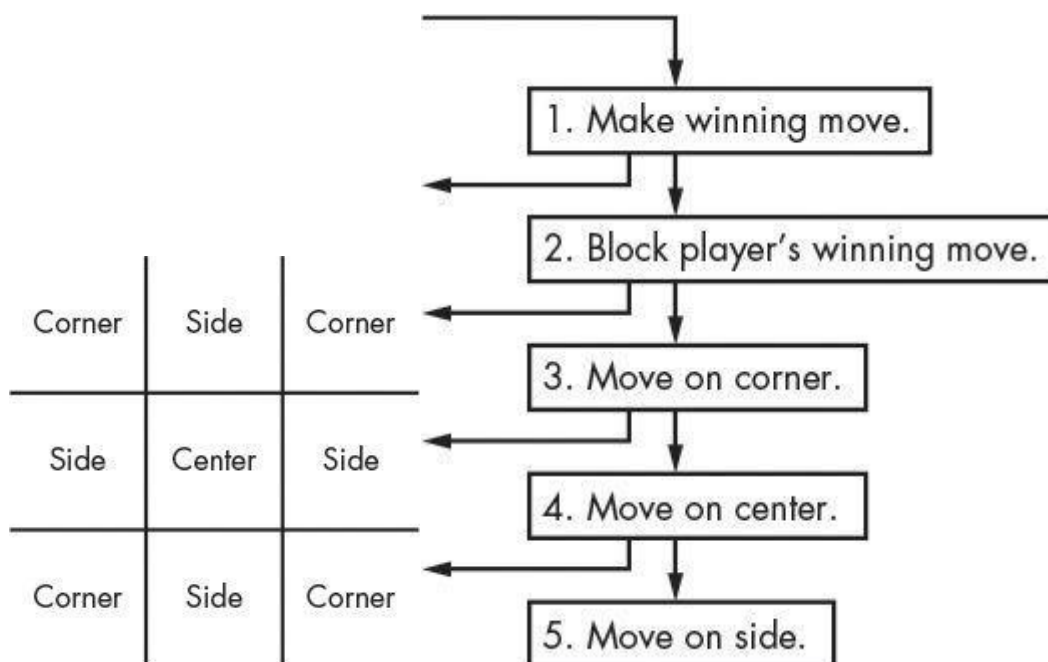 1. Make winning move.
2. Block player’s winning move.
3. Move on corner.
4. Move on center.
5. Move on side.
Corner Side Corner
Side Center Side
Corner Side Corner